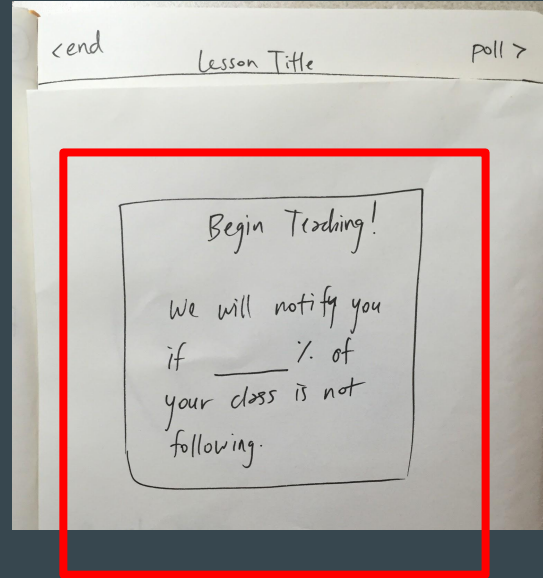 <end
Lesson Title
poll >
Begin Teaching!
We will notify you
if ____ % of
your class is not
following.